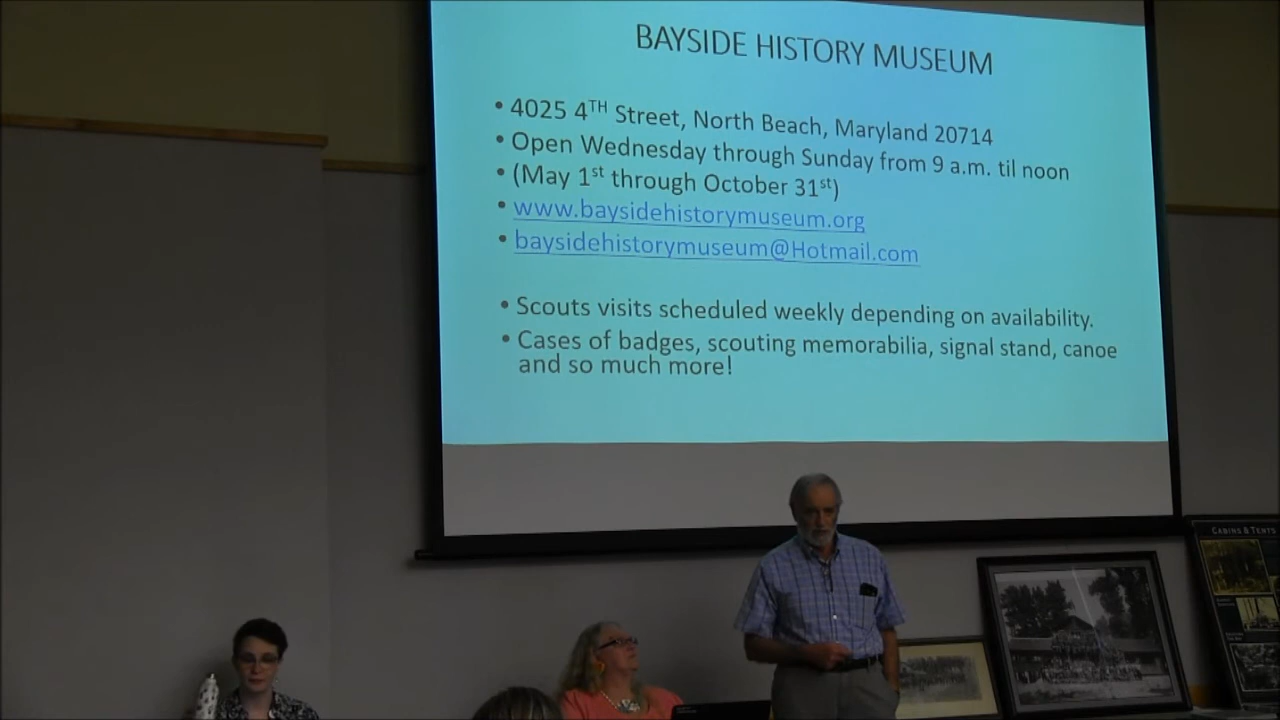 BAYSIDE HISTORY MUSEUM
• 4025 4TH Street, North Beach, Maryland 20714
• Open Wednesday through Sunday from 9 a.m. til noon
• (May 1st through October 31st)
• www.baysidehistorymuseum.org
• baysidehistorymuseum@Hotmail.com
• Scouts visits scheduled weekly depending on availability.
• Cases of badges, scouting memorabilia, signal stand, canoe
and so much more!
CABINS & TENTS